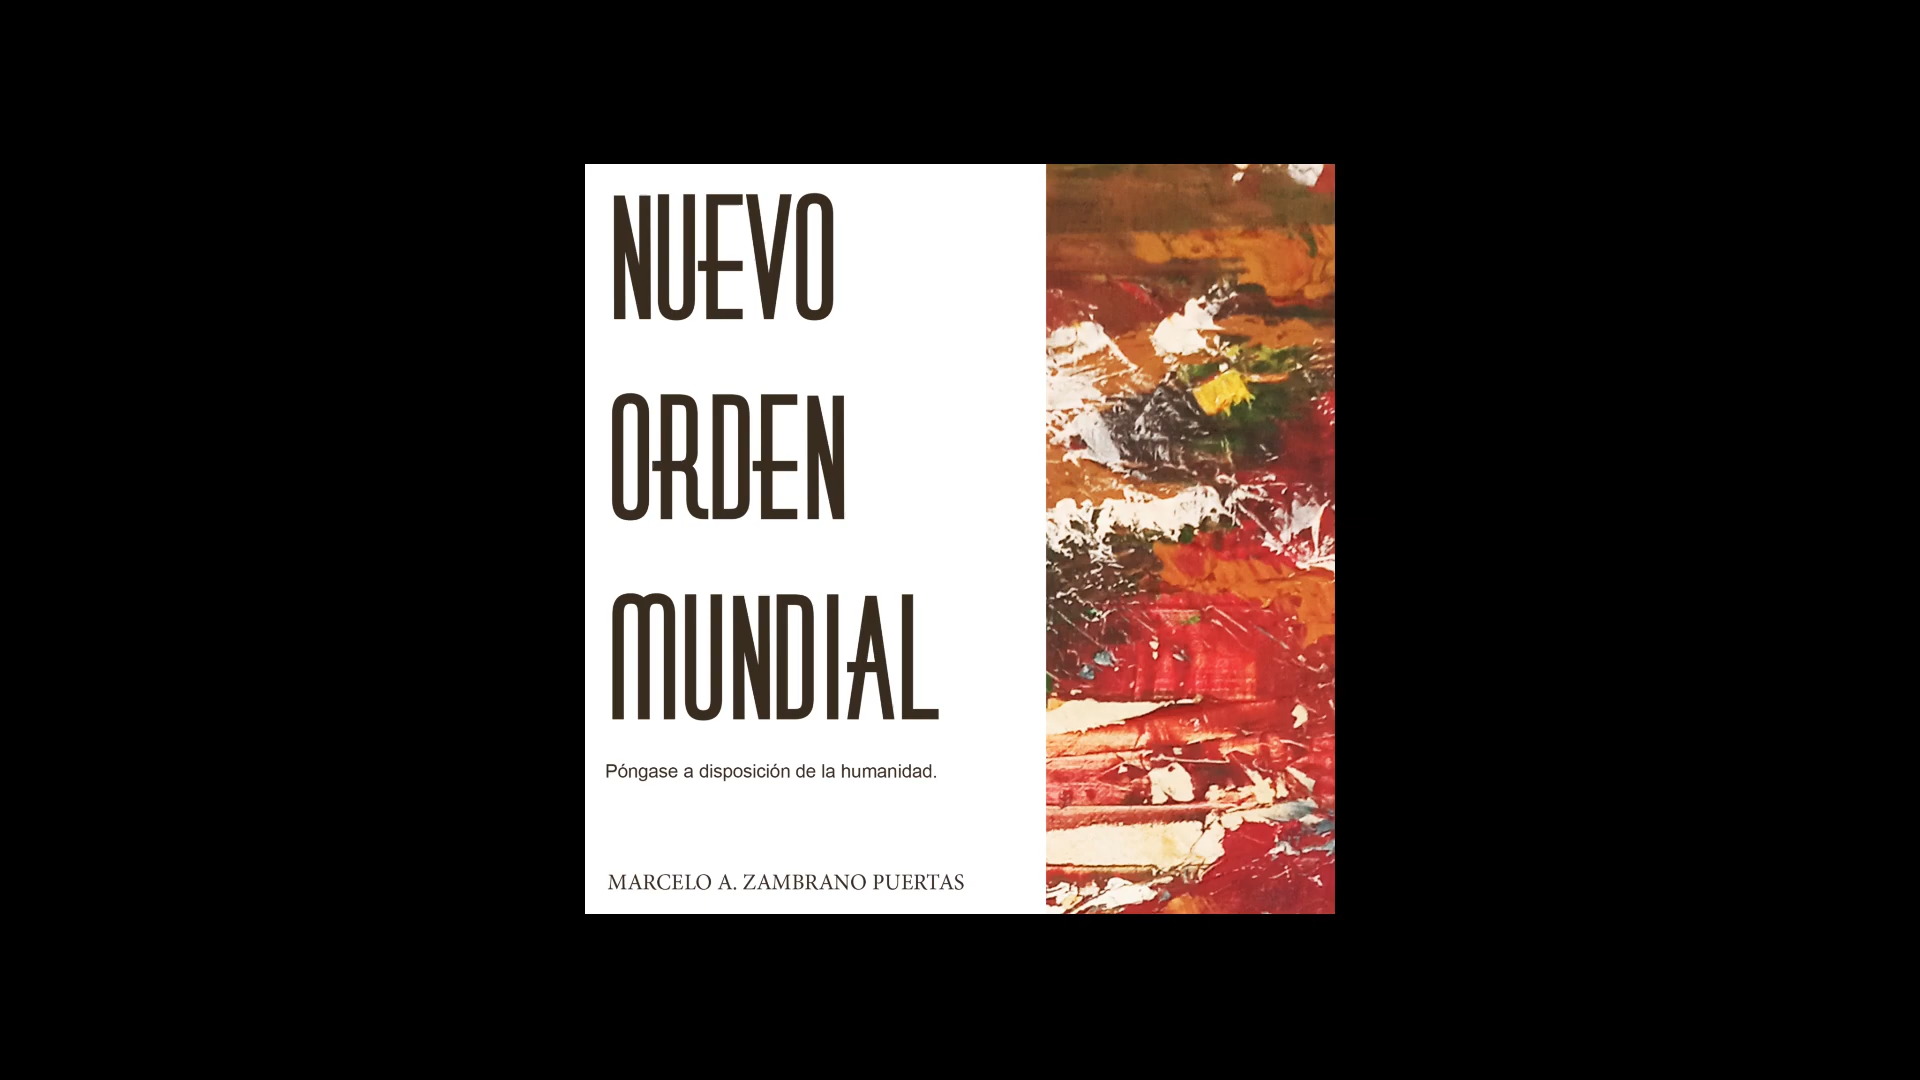 NUEVO
ORDEN
MUNDIAL
Póngase a disposición de la humanidad.
MARCELO A. ZAMBRANO PUERTAS